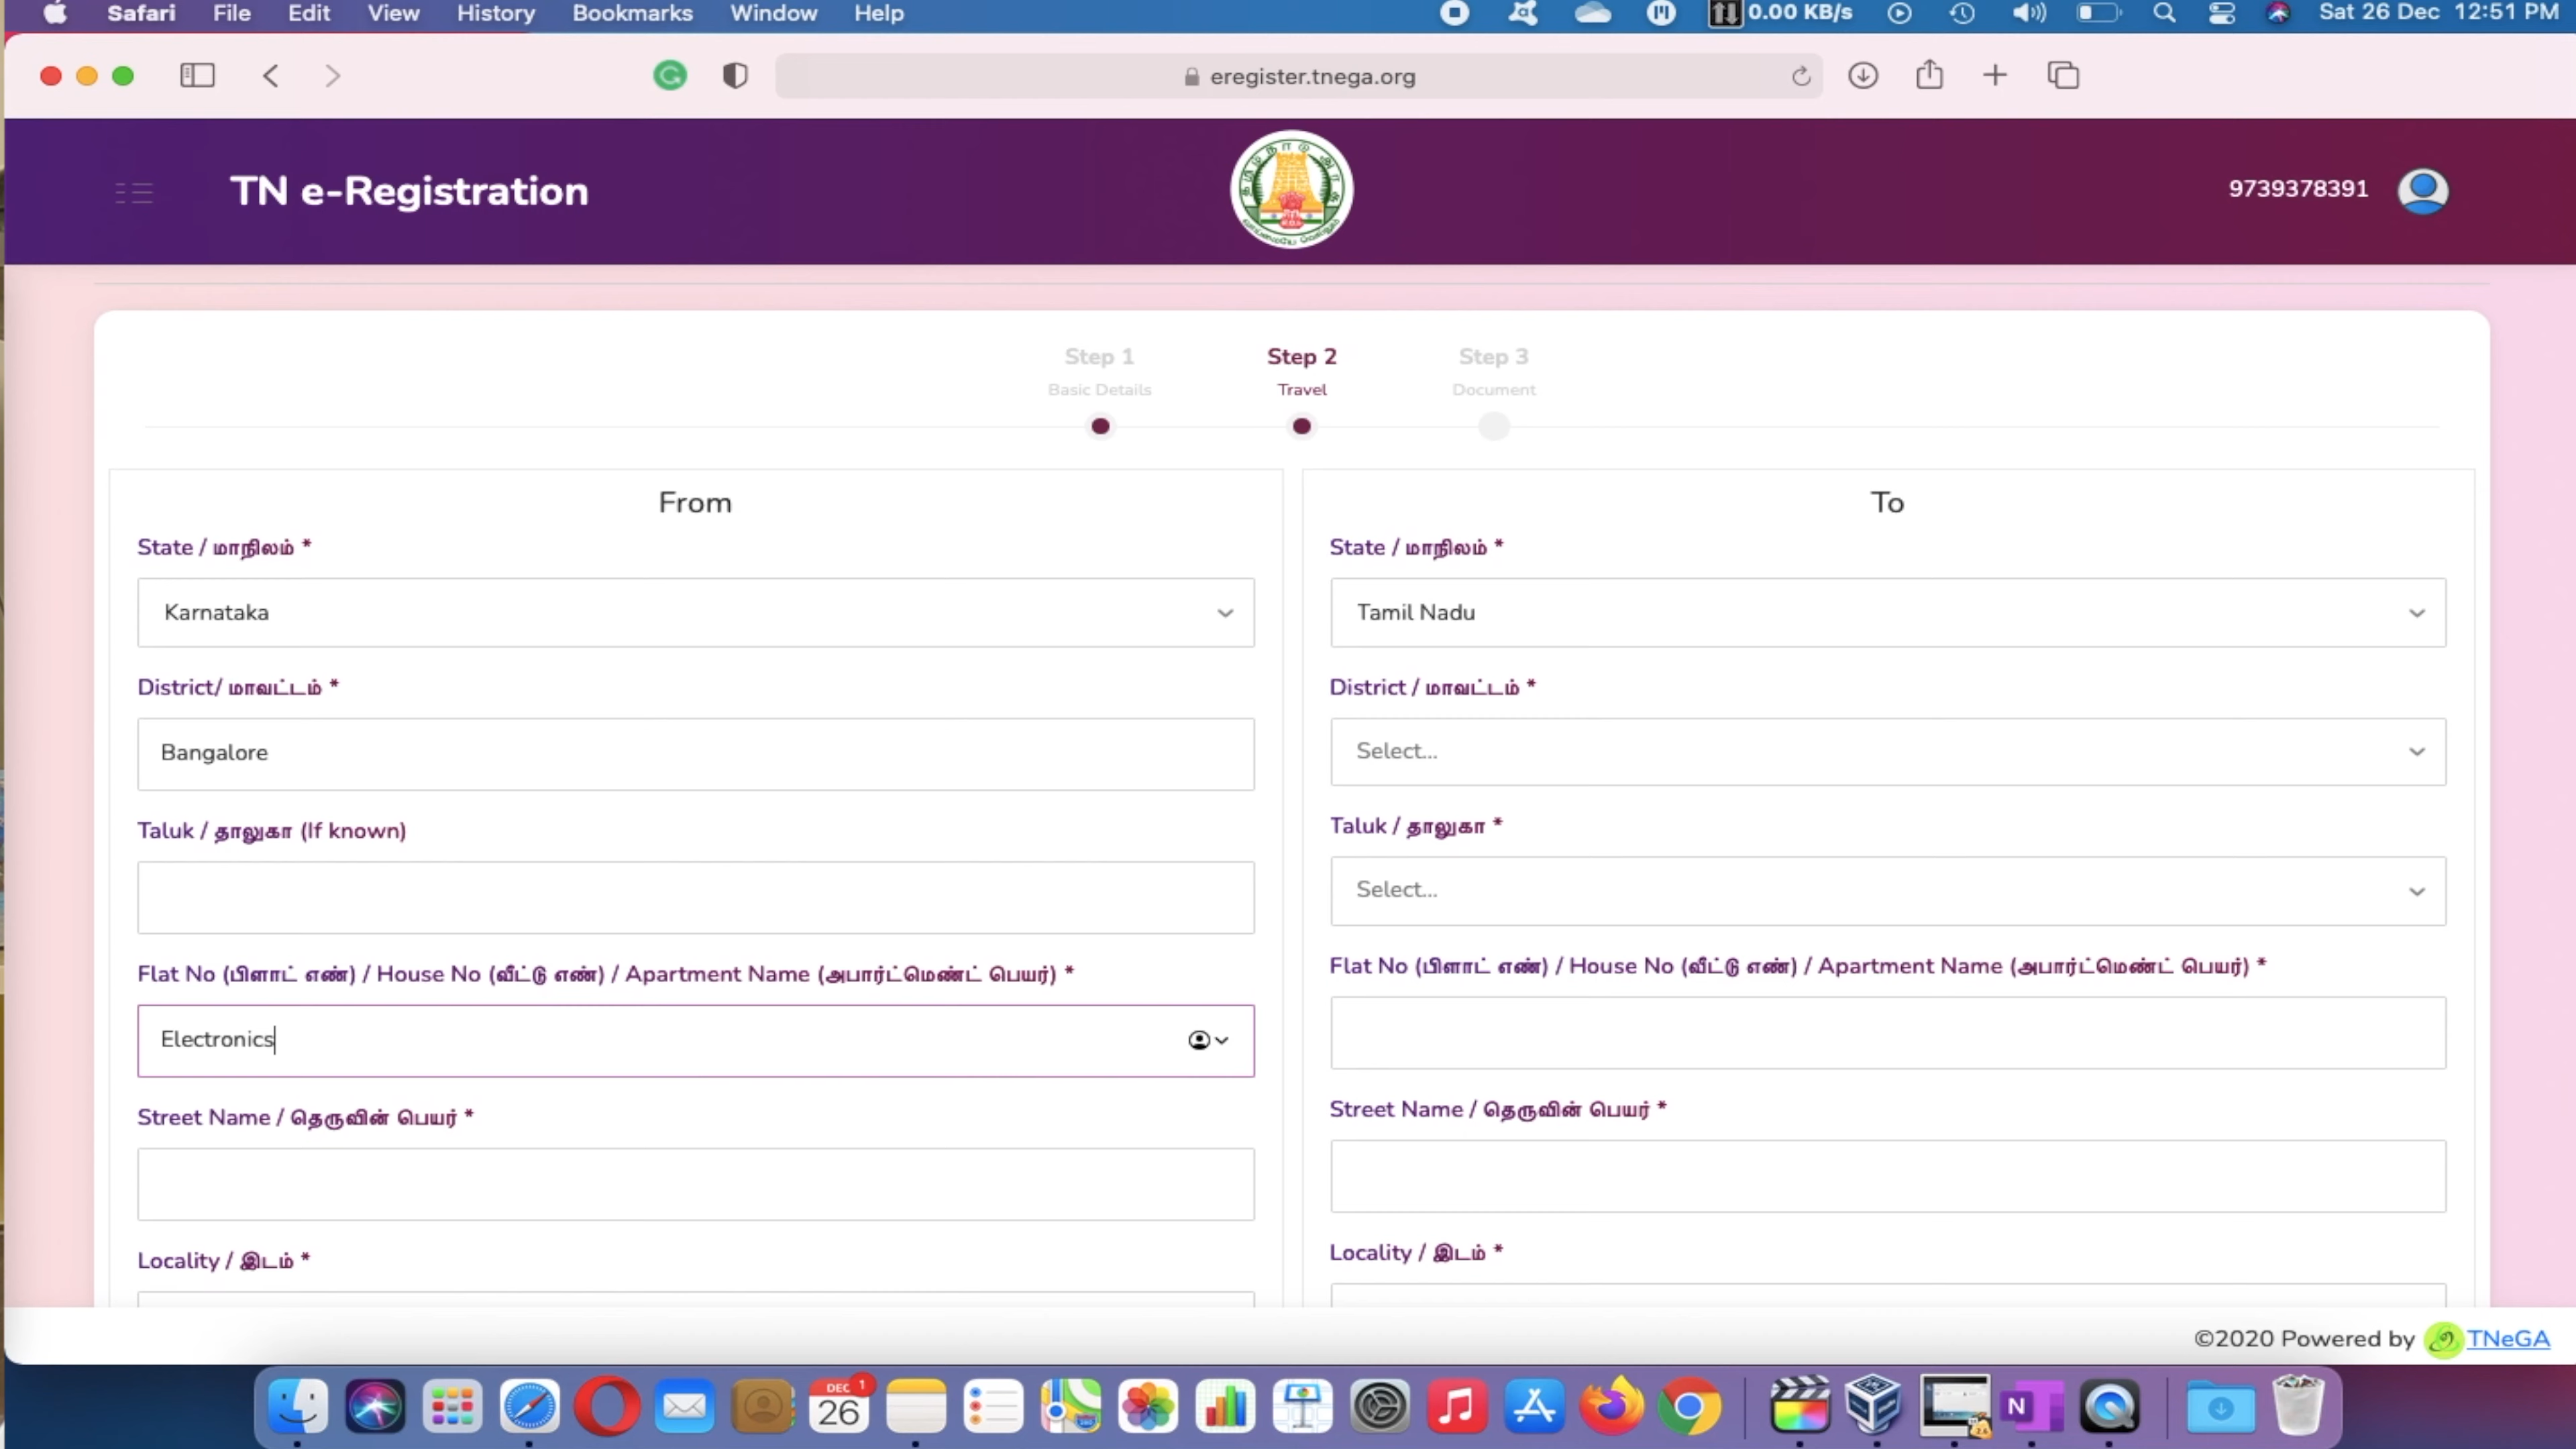 Safari File Edit View History Bookmarks Window Help 0.00 KB/s Sat 26 Dec 12:51 PM
eregister.tnega.org
TN e-Registration
9739378391
Step 1
Step 2
Step 3
Basic Details
Travel
Document
From
State / மாநிலம் *
Karnataka
District/ மாவட்டம் *
Bangalore
Taluk / தாலுகா (If known)
Flat No (பிளாட் எண்) / House No (வீட்டு எண்) / Apartment Name (அபார்ட்மெண்ட் பெயர்) *
Electronics
Street Name / தெருவின் பெயர் *
Locality / இடம் *
To
State / மாநிலம் *
Tamil Nadu
District / மாவட்டம் *
Select...
Taluk / தாலுகா *
Select...
Flat No (பிளாட் எண்) / House No (வீட்டு எண்) / Apartment Name (அபார்ட்மெண்ட் பெயர்) *
Street Name / தெருவின் பெயர் *
Locality / இடம் *
©2020 Powered by TNeGA
DEC 1
26
N